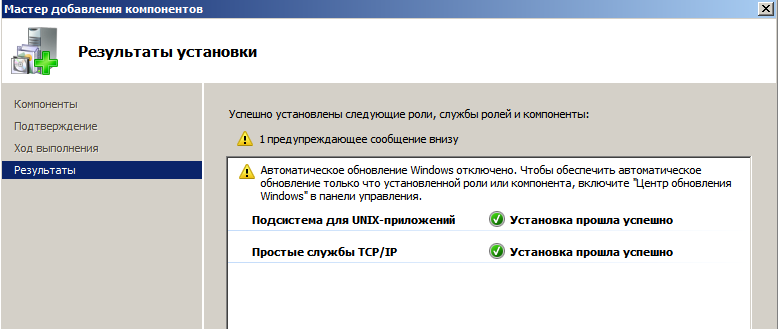 Мастер добавления компонентов
Результаты установки
Компоненты
Подтверждение
Ход выполнения
Результаты
Успешно установлены следующие роли, службы ролей и компоненты:
1 предупреждающее сообщение внизу
Автоматическое обновление Windows отключено. Чтобы обеспечить автоматическое
обновление только что установленной роли или компонента, включите "Центр обновления
Windows" в панели управления.
Подсистема для UNIX-приложений Установка прошла успешно
Простые службы TCP/IP Установка прошла успешно